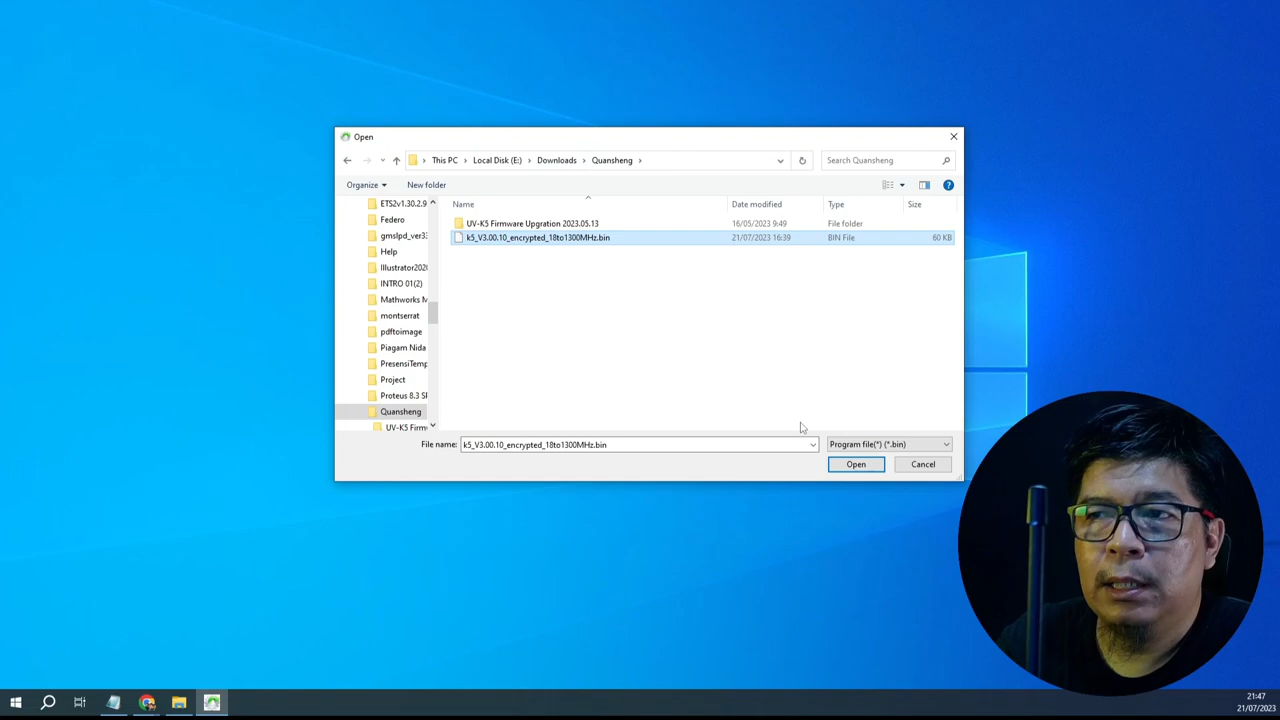 Open
This PC > Local Disk (E:) > Downloads > Quansheng >
Search Quansheng
Organize
New folder
Name
Date modified
Type
Size
ETS2v1.30.2.9
Federo
gmslpd_ver33
Help
Illustrator2020
INTRO 01(2)
Mathworks M
montserrat
pdftoimage
Piagam Nida
PresensiTemp
Project
Proteus 8.3 SP
Quansheng
UV-K5 Firm
UV-K5 Firmware Upgration 2023.05.13
16/05/2023 9:49
File folder
k5_V3.00.10_encrypted_18to1300MHz.bin
21/07/2023 16:39
BIN File
60 KB
File name:
k5_V3.00.10_encrypted_18to1300MHz.bin
Program file(*) (*.bin)
Open
Cancel
21:47
21/07/2023